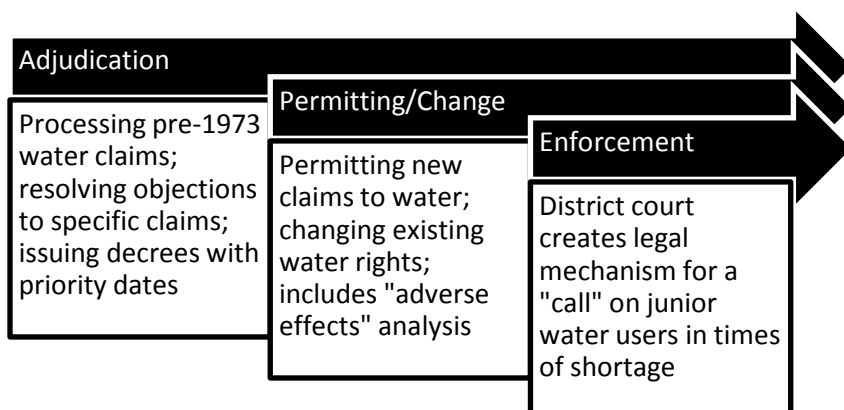 Adjudication
Processing pre-1973
water claims;
resolving objections
to specific claims;
issuing decrees with
priority dates
Permitting/Change
Permitting new
claims to water;
changing existing
water rights;
includes "adverse
effects" analysis
Enforcement
District court
creates legal
mechanism for a
"call" on junior
water users in times
of shortage